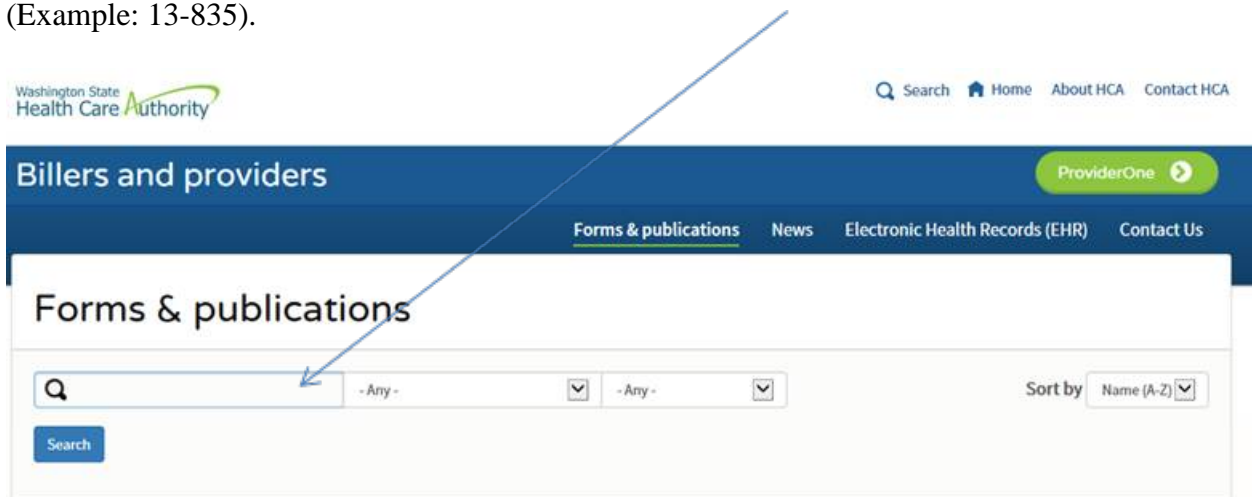 (Example: 13-835).
Washington State
Health Care Authority
Search Home About HCA Contact HCA
Billers and providers
ProviderOne
Forms & publications News Electronic Health Records (EHR) Contact Us
Forms & publications
- Any - - Any - Sort by Name (A-Z)
Search